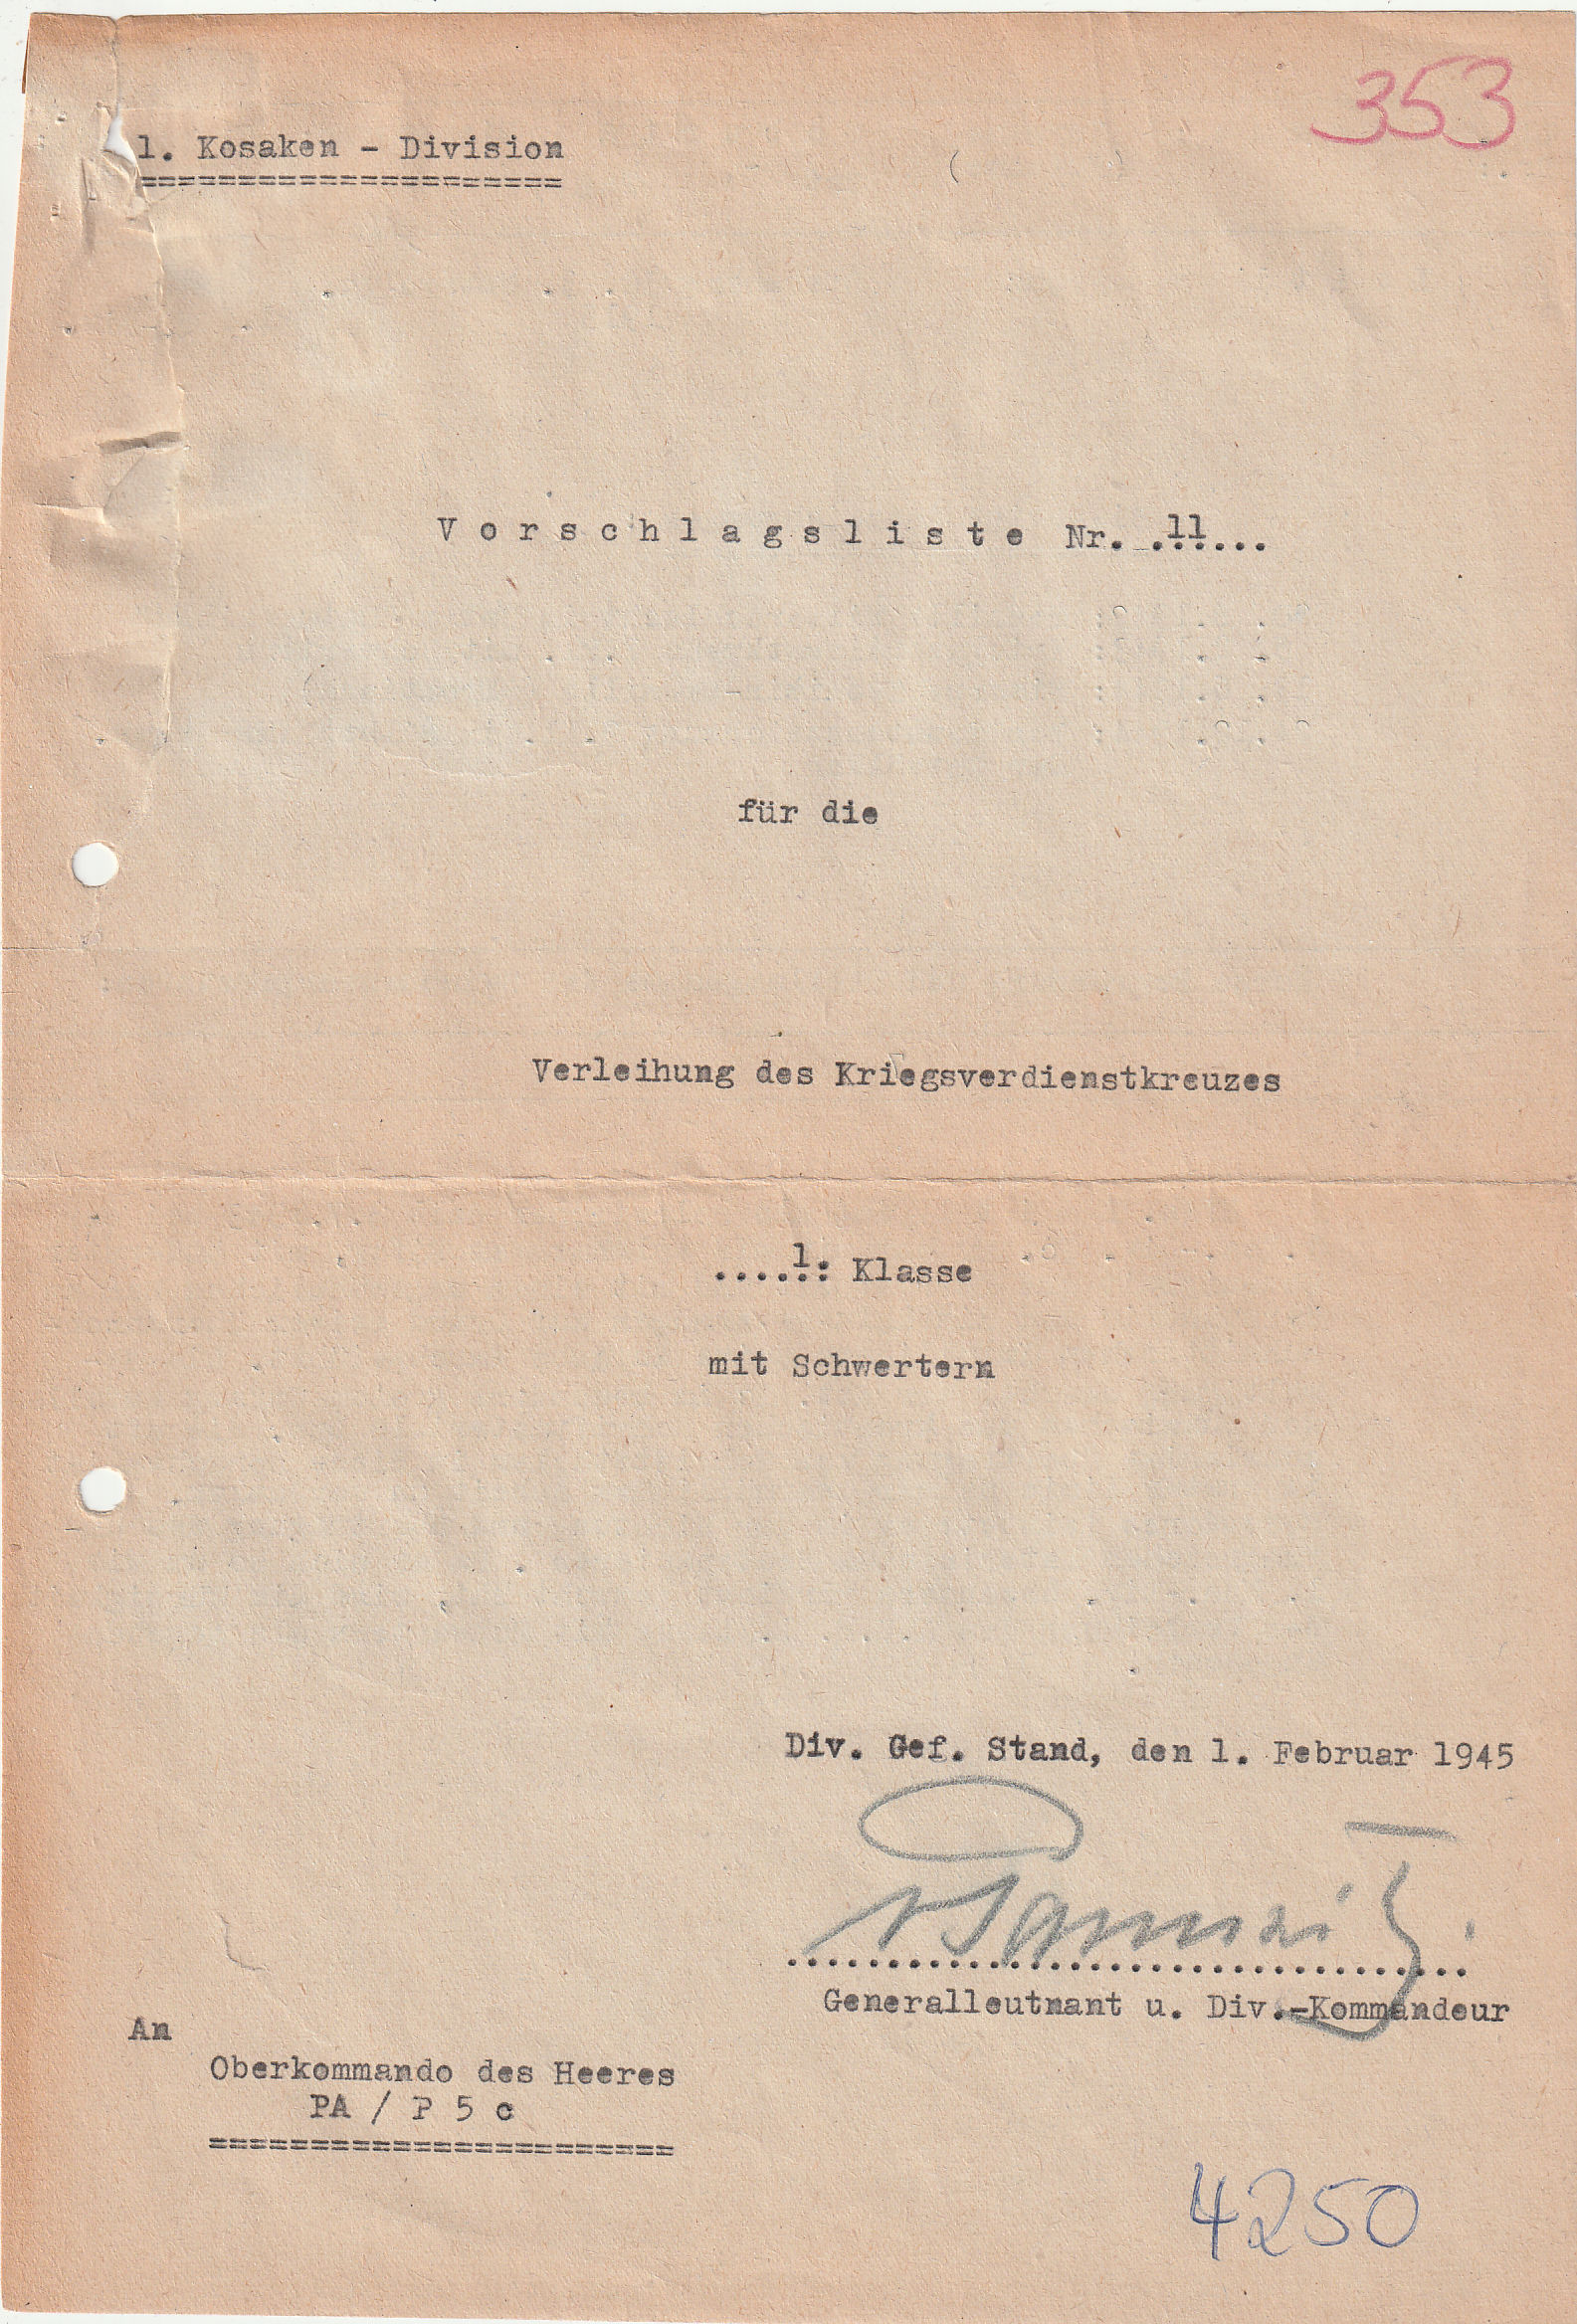 353
1. Kosaken - Division
=====================
Vorschlagsliste Nr. .11...
für die
Verleihung des Kriegsverdienstkreuzes
....1. Klasse
mit Schwertern
Div. Gef. Stand, den 1. Februar 1945
Generalleutnant u. Div.-Kommandeur
An
Oberkommando des Heeres
PA / P 5 c
=======================
4250